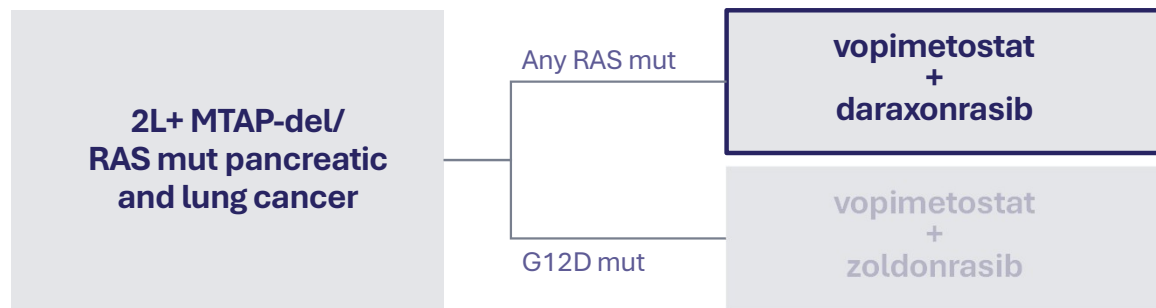 2L+ MTAP-del/
RAS mut pancreatic
and lung cancer
Any RAS mut
vopimetostat
+
daraxonrasib
G12D mut
vopimetostat
+
zoldonrasib